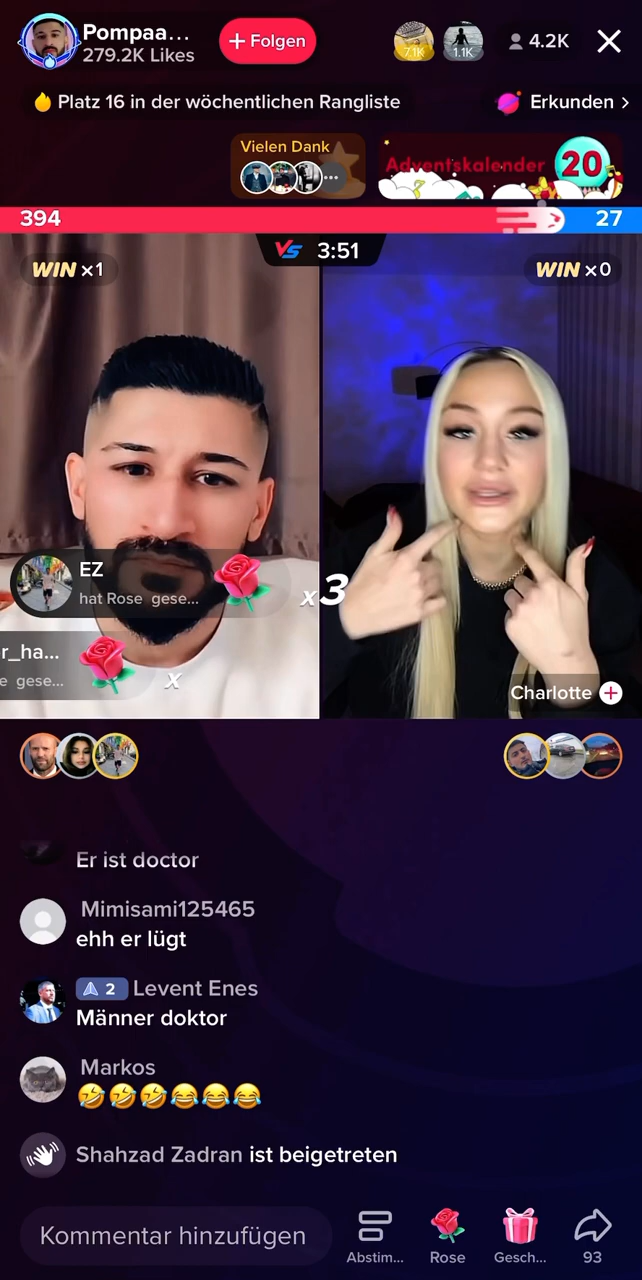 Pompaa...
279.2K Likes
+ Folgen
7.1K
1.1K
4.2K
Platz 16 in der wöchentlichen Rangliste
Erkunden >
Vielen Dank
Adventskalender 20
394
27
VS 3:51
WIN x1
WIN x0
EZ
hat Rose gese...
x3
r_ha...
e gese...
x
Charlotte
Er ist doctor
Mimisami125465
ehh er lügt
2 Levent Enes
Männer doktor
Markos
🤣🤣🤣😂😂😂
Shahzad Zadran ist beigetreten
Kommentar hinzufügen
Abstim...
Rose
Gesch...
93